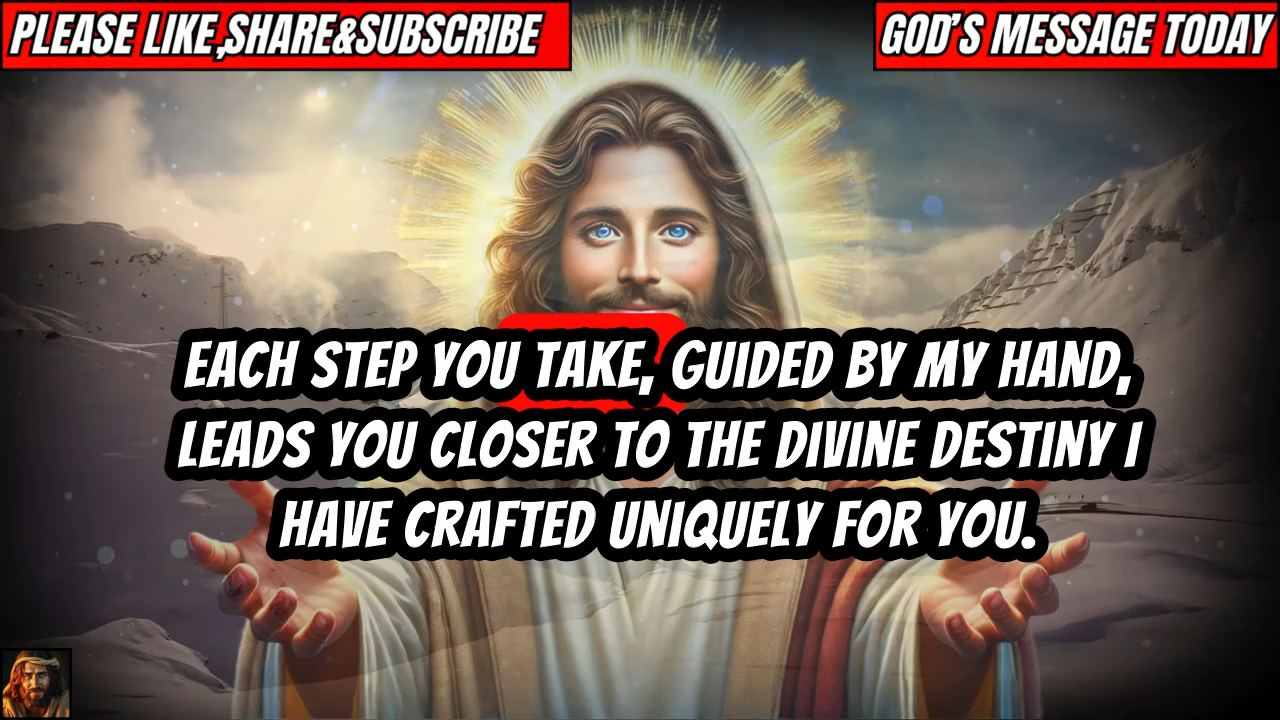 PLEASE LIKE,SHARE&SUBSCRIBE
GOD'S MESSAGE TODAY
EACH STEP YOU TAKE, GUIDED BY MY HAND,
LEADS YOU CLOSER TO THE DIVINE DESTINY I
HAVE CRAFTED UNIQUELY FOR YOU.